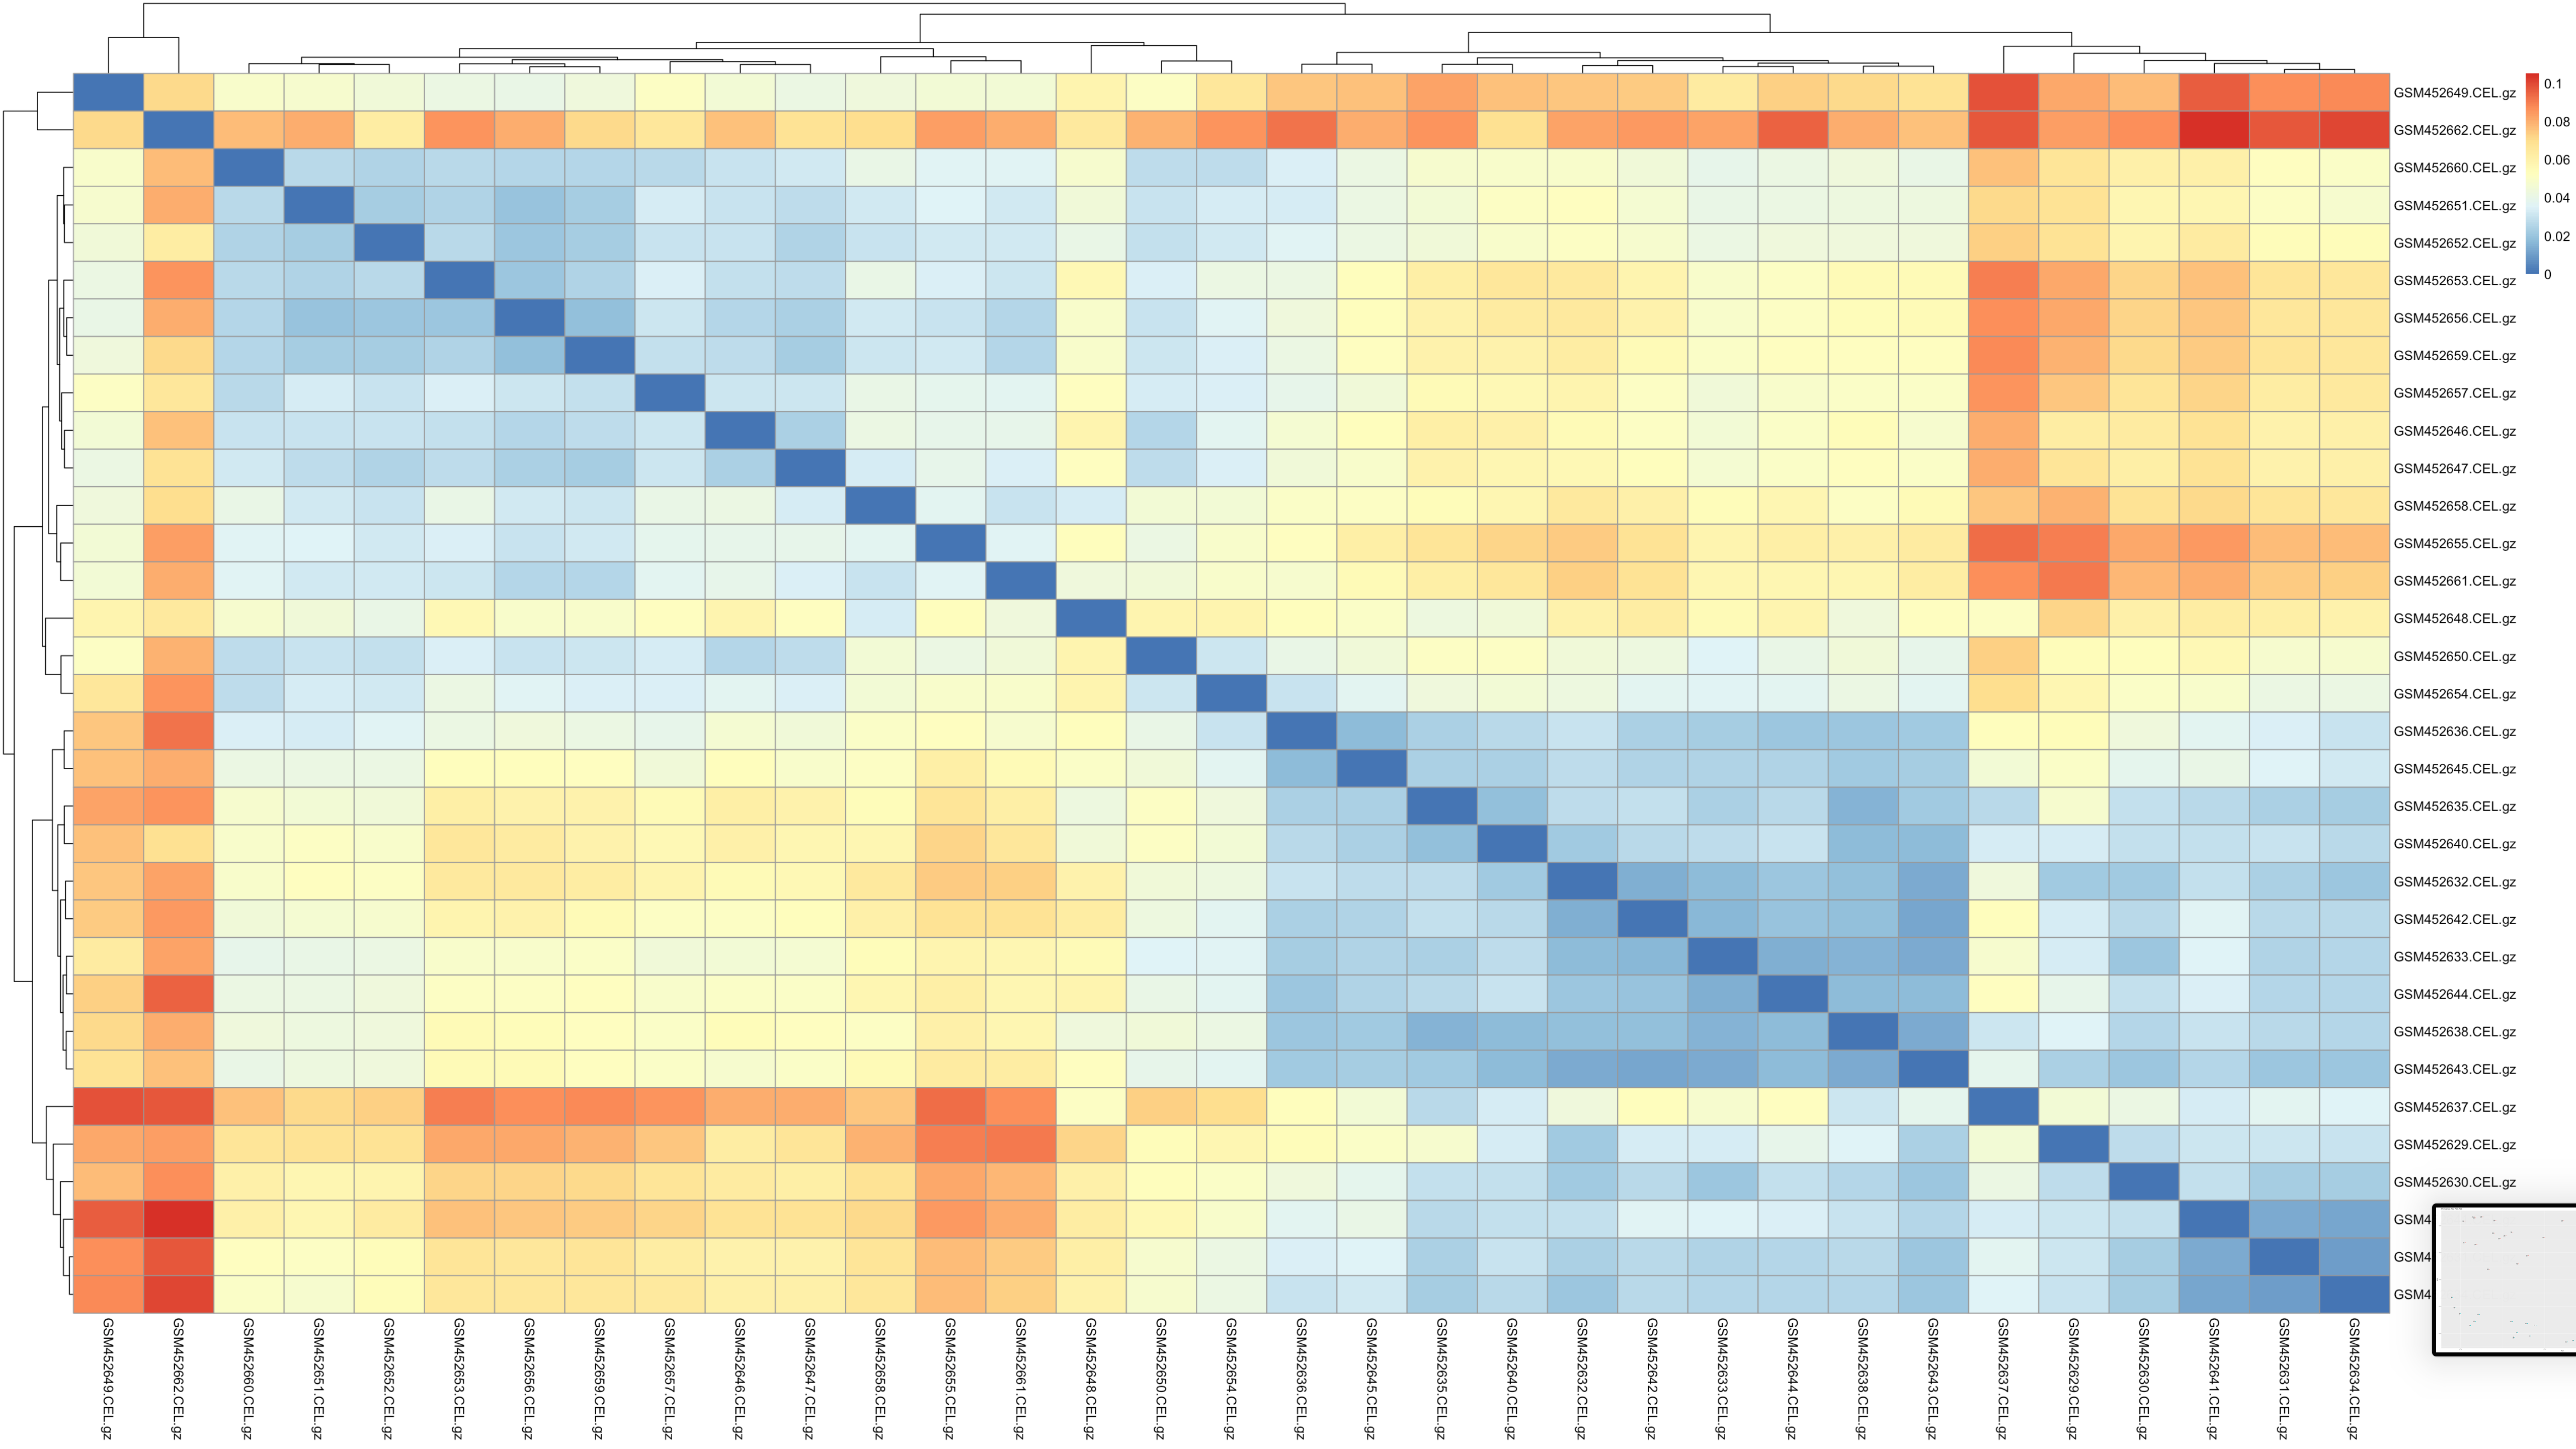 GSM452649.CEL.gz
GSM452662.CEL.gz
GSM452660.CEL.gz
GSM452651.CEL.gz
GSM452652.CEL.gz
GSM452653.CEL.gz
GSM452656.CEL.gz
GSM452659.CEL.gz
GSM452657.CEL.gz
GSM452646.CEL.gz
GSM452647.CEL.gz
GSM452658.CEL.gz
GSM452655.CEL.gz
GSM452661.CEL.gz
GSM452648.CEL.gz
GSM452650.CEL.gz
GSM452654.CEL.gz
GSM452636.CEL.gz
GSM452645.CEL.gz
GSM452635.CEL.gz
GSM452640.CEL.gz
GSM452632.CEL.gz
GSM452642.CEL.gz
GSM452633.CEL.gz
GSM452644.CEL.gz
GSM452638.CEL.gz
GSM452643.CEL.gz
GSM452637.CEL.gz
GSM452629.CEL.gz
GSM452630.CEL.gz
GSM4
GSM4
GSM4
0.1
0.08
0.06
0.04
0.02
0
GSM452649.CEL.gz
GSM452662.CEL.gz
GSM452660.CEL.gz
GSM452651.CEL.gz
GSM452652.CEL.gz
GSM452653.CEL.gz
GSM452656.CEL.gz
GSM452659.CEL.gz
GSM452657.CEL.gz
GSM452646.CEL.gz
GSM452647.CEL.gz
GSM452658.CEL.gz
GSM452655.CEL.gz
GSM452661.CEL.gz
GSM452648.CEL.gz
GSM452650.CEL.gz
GSM452654.CEL.gz
GSM452636.CEL.gz
GSM452645.CEL.gz
GSM452635.CEL.gz
GSM452640.CEL.gz
GSM452632.CEL.gz
GSM452642.CEL.gz
GSM452633.CEL.gz
GSM452644.CEL.gz
GSM452638.CEL.gz
GSM452643.CEL.gz
GSM452637.CEL.gz
GSM452629.CEL.gz
GSM452630.CEL.gz
GSM452641.CEL.gz
GSM452631.CEL.gz
GSM452634.CEL.gz